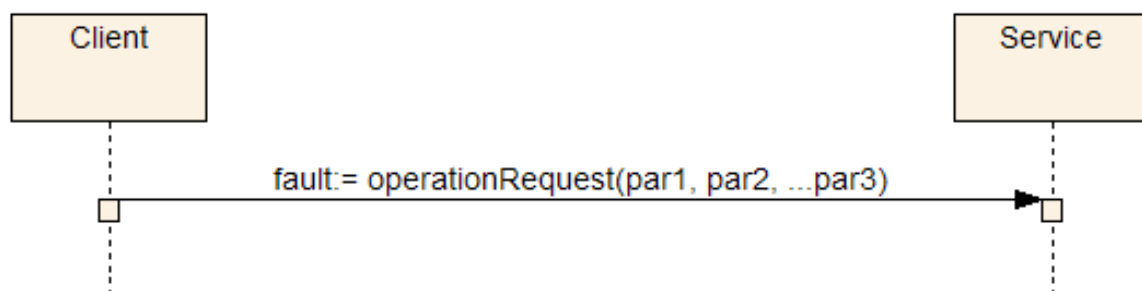 Client
Service
fault:= operationRequest(par1, par2, ...par3)